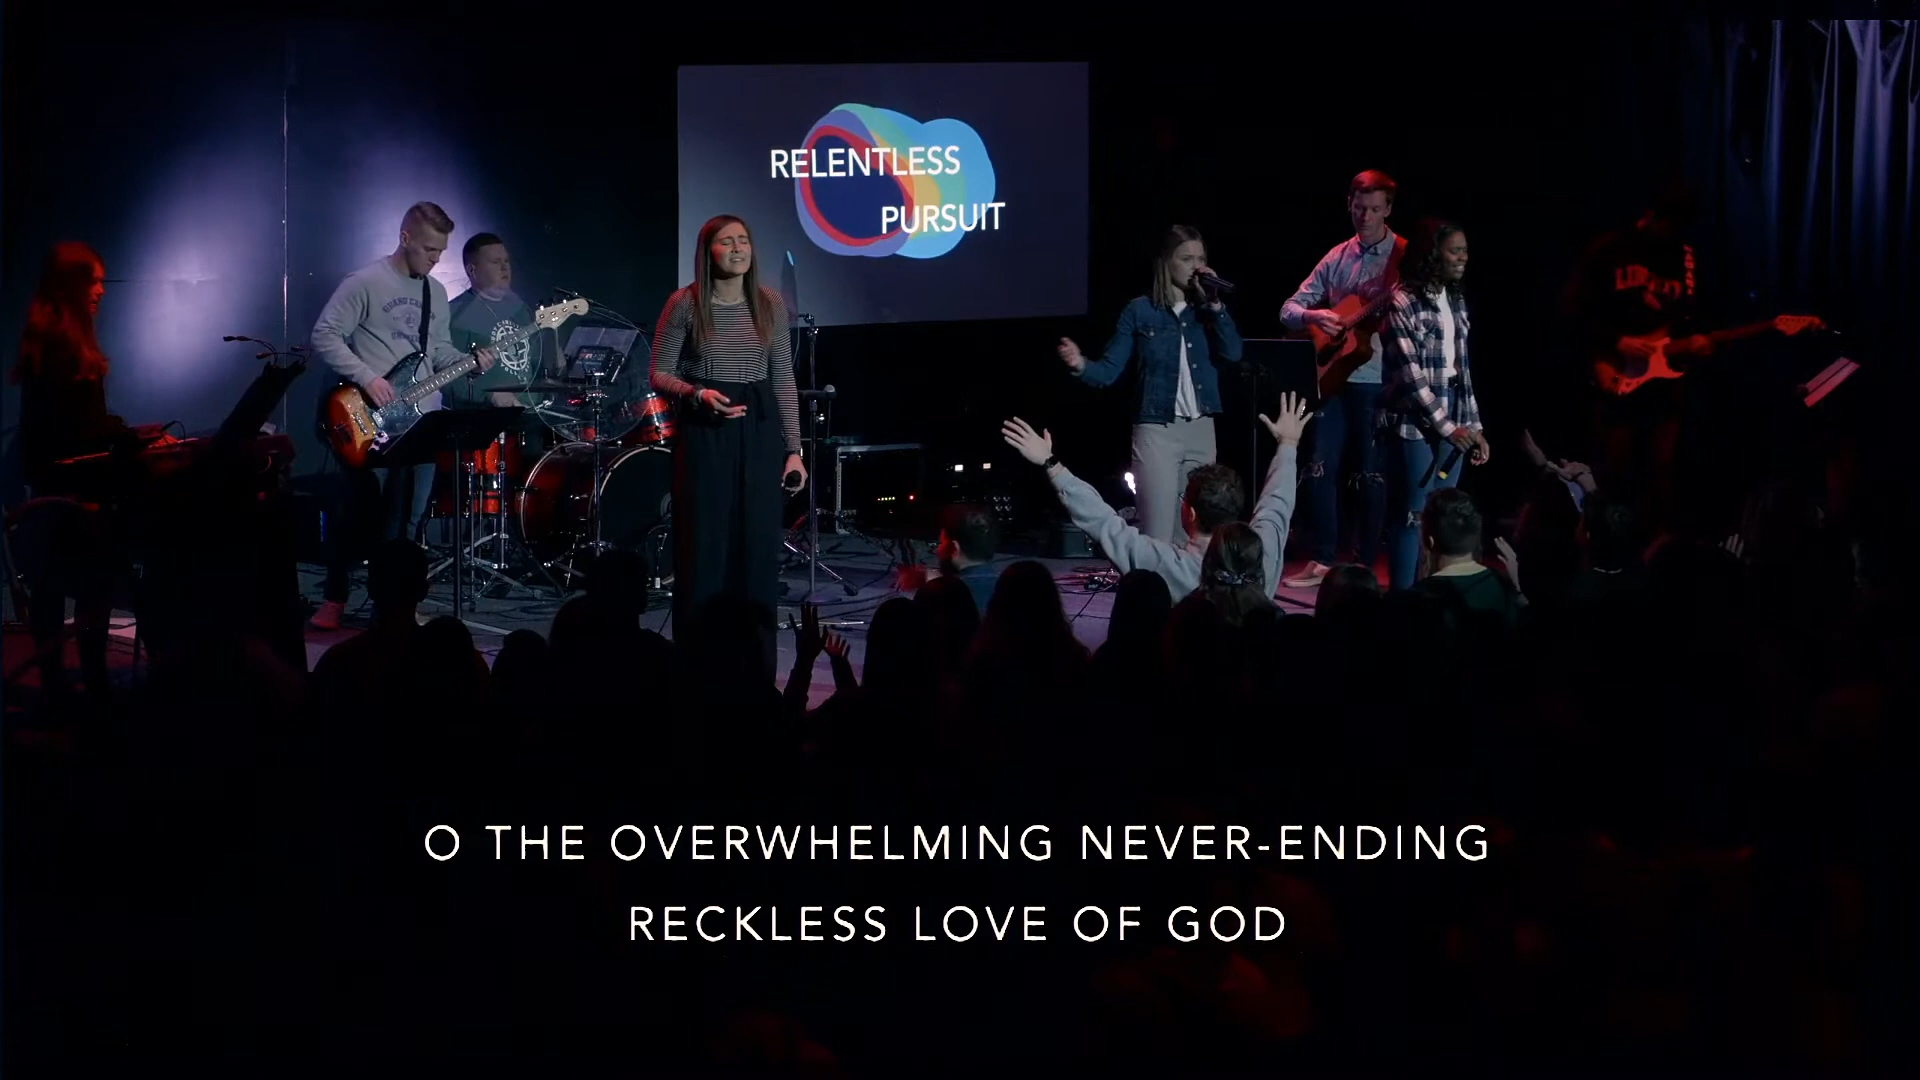 RELENTLESS
PURSUIT
O THE OVERWHELMING NEVER-ENDING
RECKLESS LOVE OF GOD